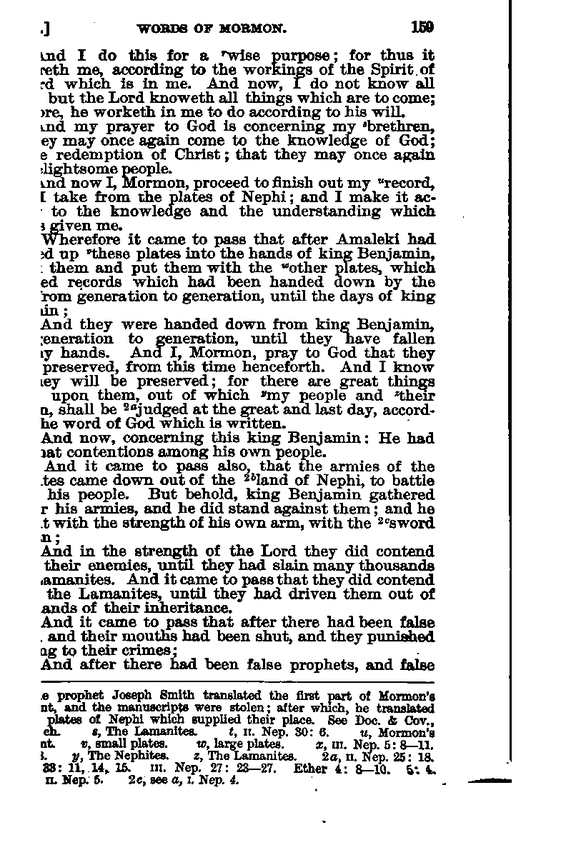 .] WORDS OF MORMON. 159
and I do this for a ʳwise purpose; for thus it
reth me, according to the workings of the Spirit of
rd which is in me. And now, I do not know all
but the Lord knoweth all things which are to come;
ore, he worketh in me to do according to his will.
and my prayer to God is concerning my ˢbrethren,
ey may once again come to the knowledge of God;
e redemption of Christ; that they may once again
lightsome people.
and now I, Mormon, proceed to finish out my ᵘrecord,
I take from the plates of Nephi; and I make it ac-
to the knowledge and the understanding which
s given me.
Wherefore it came to pass that after Amaleki had
ed up ᵛthese plates into the hands of king Benjamin,
them and put them with the ʷother plates, which
ed records which had been handed down by the
from generation to generation, until the days of king
in;
And they were handed down from king Benjamin,
generation to generation, until they have fallen
ny hands. And I, Mormon, pray to God that they
preserved, from this time henceforth. And I know
ey will be preserved; for there are great things
upon them, out of which ʸmy people and ᶻtheir
n, shall be ²ᵃjudged at the great and last day, accord-
he word of God which is written.
And now, concerning this king Benjamin: He had
hat contentions among his own people.
And it came to pass also, that the armies of the
tes came down out of the ²ᵇland of Nephi, to battle
his people. But behold, king Benjamin gathered
r his armies, and he did stand against them; and he
t with the strength of his own arm, with the ²ᶜsword
n;
And in the strength of the Lord they did contend
their enemies, until they had slain many thousands
amanites. And it came to pass that they did contend
the Lamanites, until they had driven them out of
ands of their inheritance.
And it came to pass that after there had been false
. and their mouths had been shut, and they punished
ng to their crimes;
And after there had been false prophets, and false
e prophet Joseph Smith translated the first part of Mormon's
nt, and the manuscripts were stolen; after which, he translated
plates of Nephi which supplied their place. See Doc. & Cov.,
ch. s, The Lamanites. t, II. Nep. 30: 6. u, Mormon's
nt. v, small plates. w, large plates. x, III. Nep. 5: 8—11.
y, The Nephites. z, The Lamanites. 2a, II. Nep. 25: 18.
33: 11, 14, 15. III. Nep. 27: 23—27. Ether 4: 8—10. 5: 4.
II. Nep. 5. 2c, see a, I. Nep. 4.